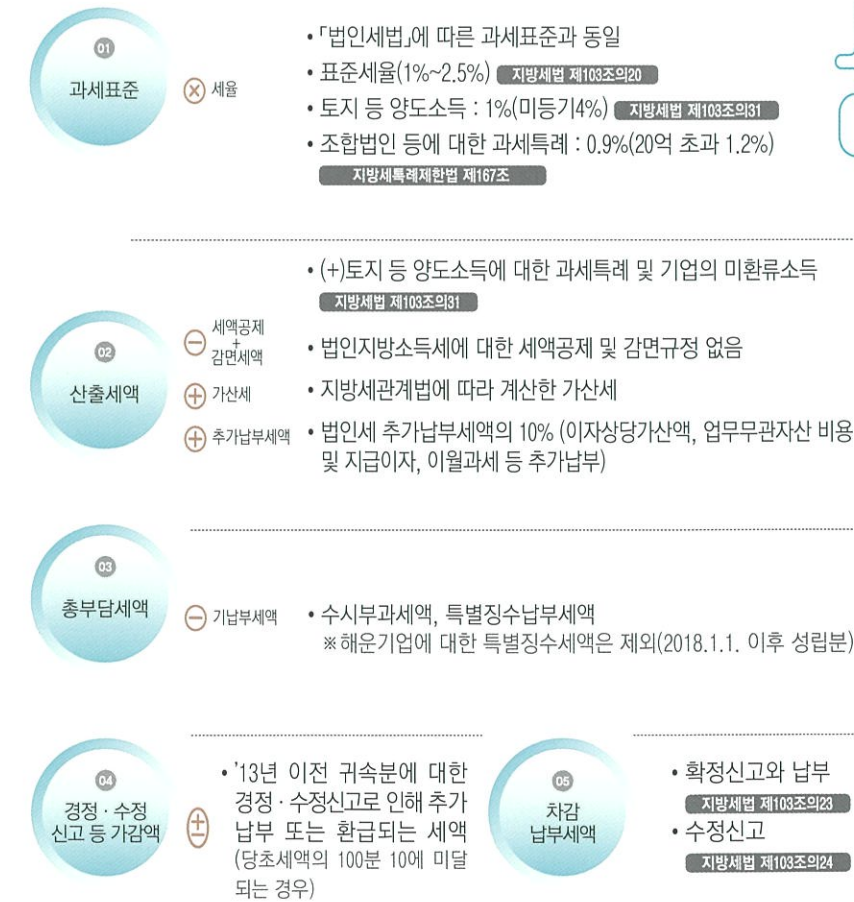 01
과세표준
⊗ 세율
• 「법인세법」에 따른 과세표준과 동일
• 표준세율(1%~2.5%) 지방세법 제103조의20
• 토지 등 양도소득 : 1%(미등기4%) 지방세법 제103조의31
• 조합법인 등에 대한 과세특례 : 0.9%(20억 초과 1.2%)
지방세특례제한법 제167조
02
산출세액
• (+)토지 등 양도소득에 대한 과세특례 및 기업의 미환류소득
지방세법 제103조의31
⊖ 세액공제
+
감면세액
• 법인지방소득세에 대한 세액공제 및 감면규정 없음
⊕ 가산세
• 지방세관계법에 따라 계산한 가산세
⊕ 추가납부세액
• 법인세 추가납부세액의 10% (이자상당가산액, 업무무관자산 비용
및 지급이자, 이월과세 등 추가납부)
03
총부담세액
⊖ 기납부세액
• 수시부과세액, 특별징수납부세액
※해운기업에 대한 특별징수세액은 제외(2018.1.1. 이후 성립분)
04
경정 · 수정
신고 등 가감액
±
• '13년 이전 귀속분에 대한
경정 · 수정신고로 인해 추가
납부 또는 환급되는 세액
(당초세액의 100분 10에 미달
되는 경우)
05
차감
납부세액
• 확정신고와 납부
지방세법 제103조의23
• 수정신고
지방세법 제103조의24